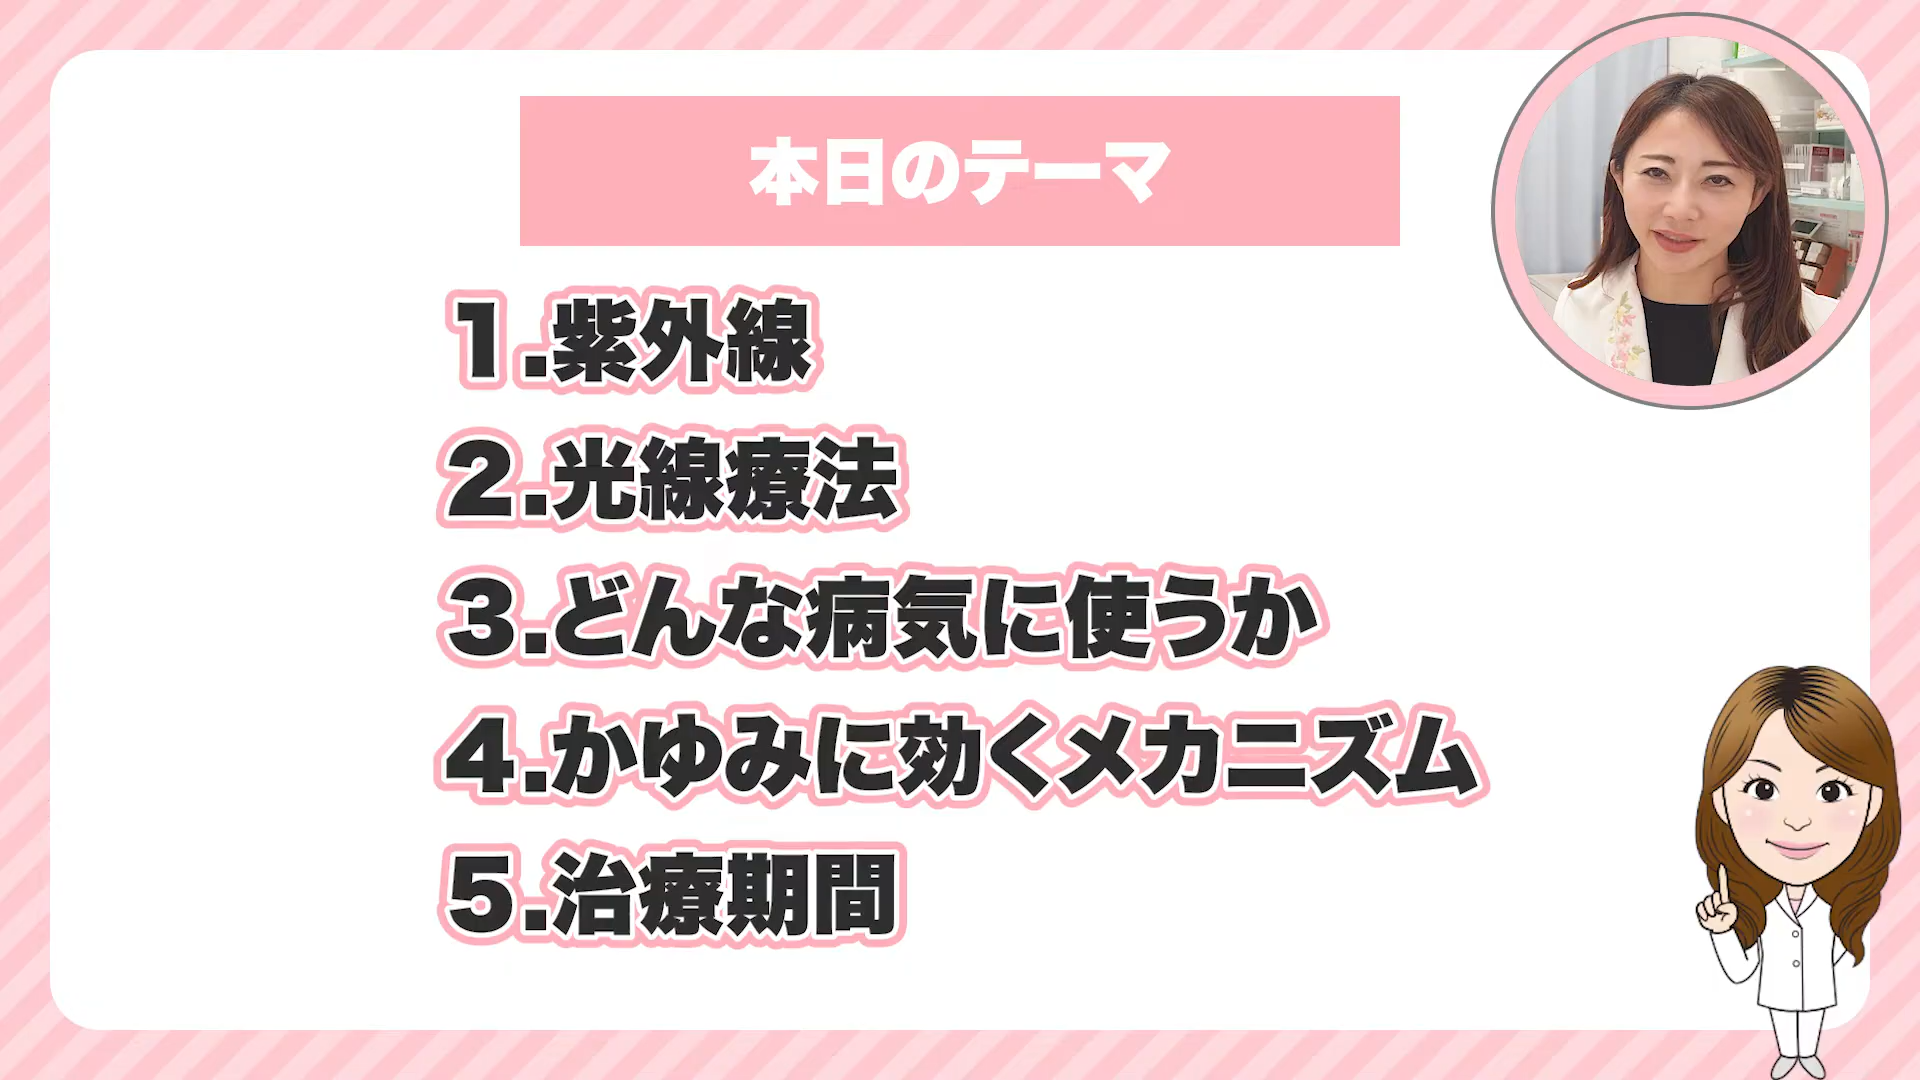 本日のテーマ
1.紫外線
2.光線療法
3.どんな病気に使うか
4.かゆみに効くメカニズム
5.治療期間